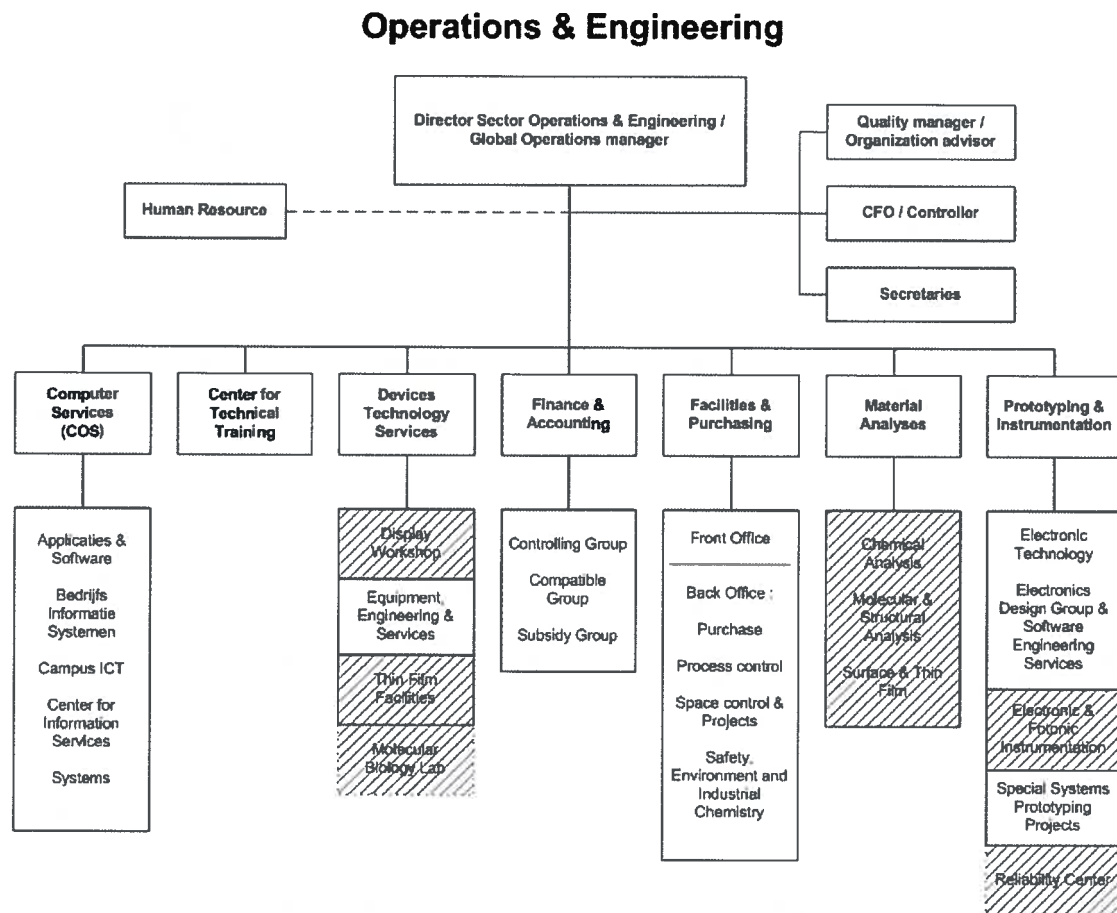 Operations & Engineering
Director Sector Operations & Engineering /
Global Operations manager
Quality manager /
Organization advisor
Human Resource
CFO / Controller
Secretaries
Computer
Services
(COS)
Center for
Technical
Training
Devices
Technology
Services
Finance &
Accounting
Facilities &
Purchasing
Material
Analyses
Prototyping &
Instrumentation
Applicaties &
Software
Bedrijfs
Informatie
Systemen
Campus ICT
Center for
Information
Services
Systems
Display
Workshop
Equipment,
Engineering &
Services
Thin Film
Facilities
Molecular
Biology Lab
Controlling Group
Compatible
Group
Subsidy Group
Front Office
Back Office :
Purchase
Process control
Space control &
Projects
Safety,
Environment and
Industrial
Chemistry
Chemical
Analysis
Molecular &
Structural
Analysis
Surface & Thin
Film
Electronic
Technology
Electronics
Design Group &
Software
Engineering
Services
Electronic &
Fotonic
Instrumentation
Special Systems
Prototyping
Projects
Reliability Center